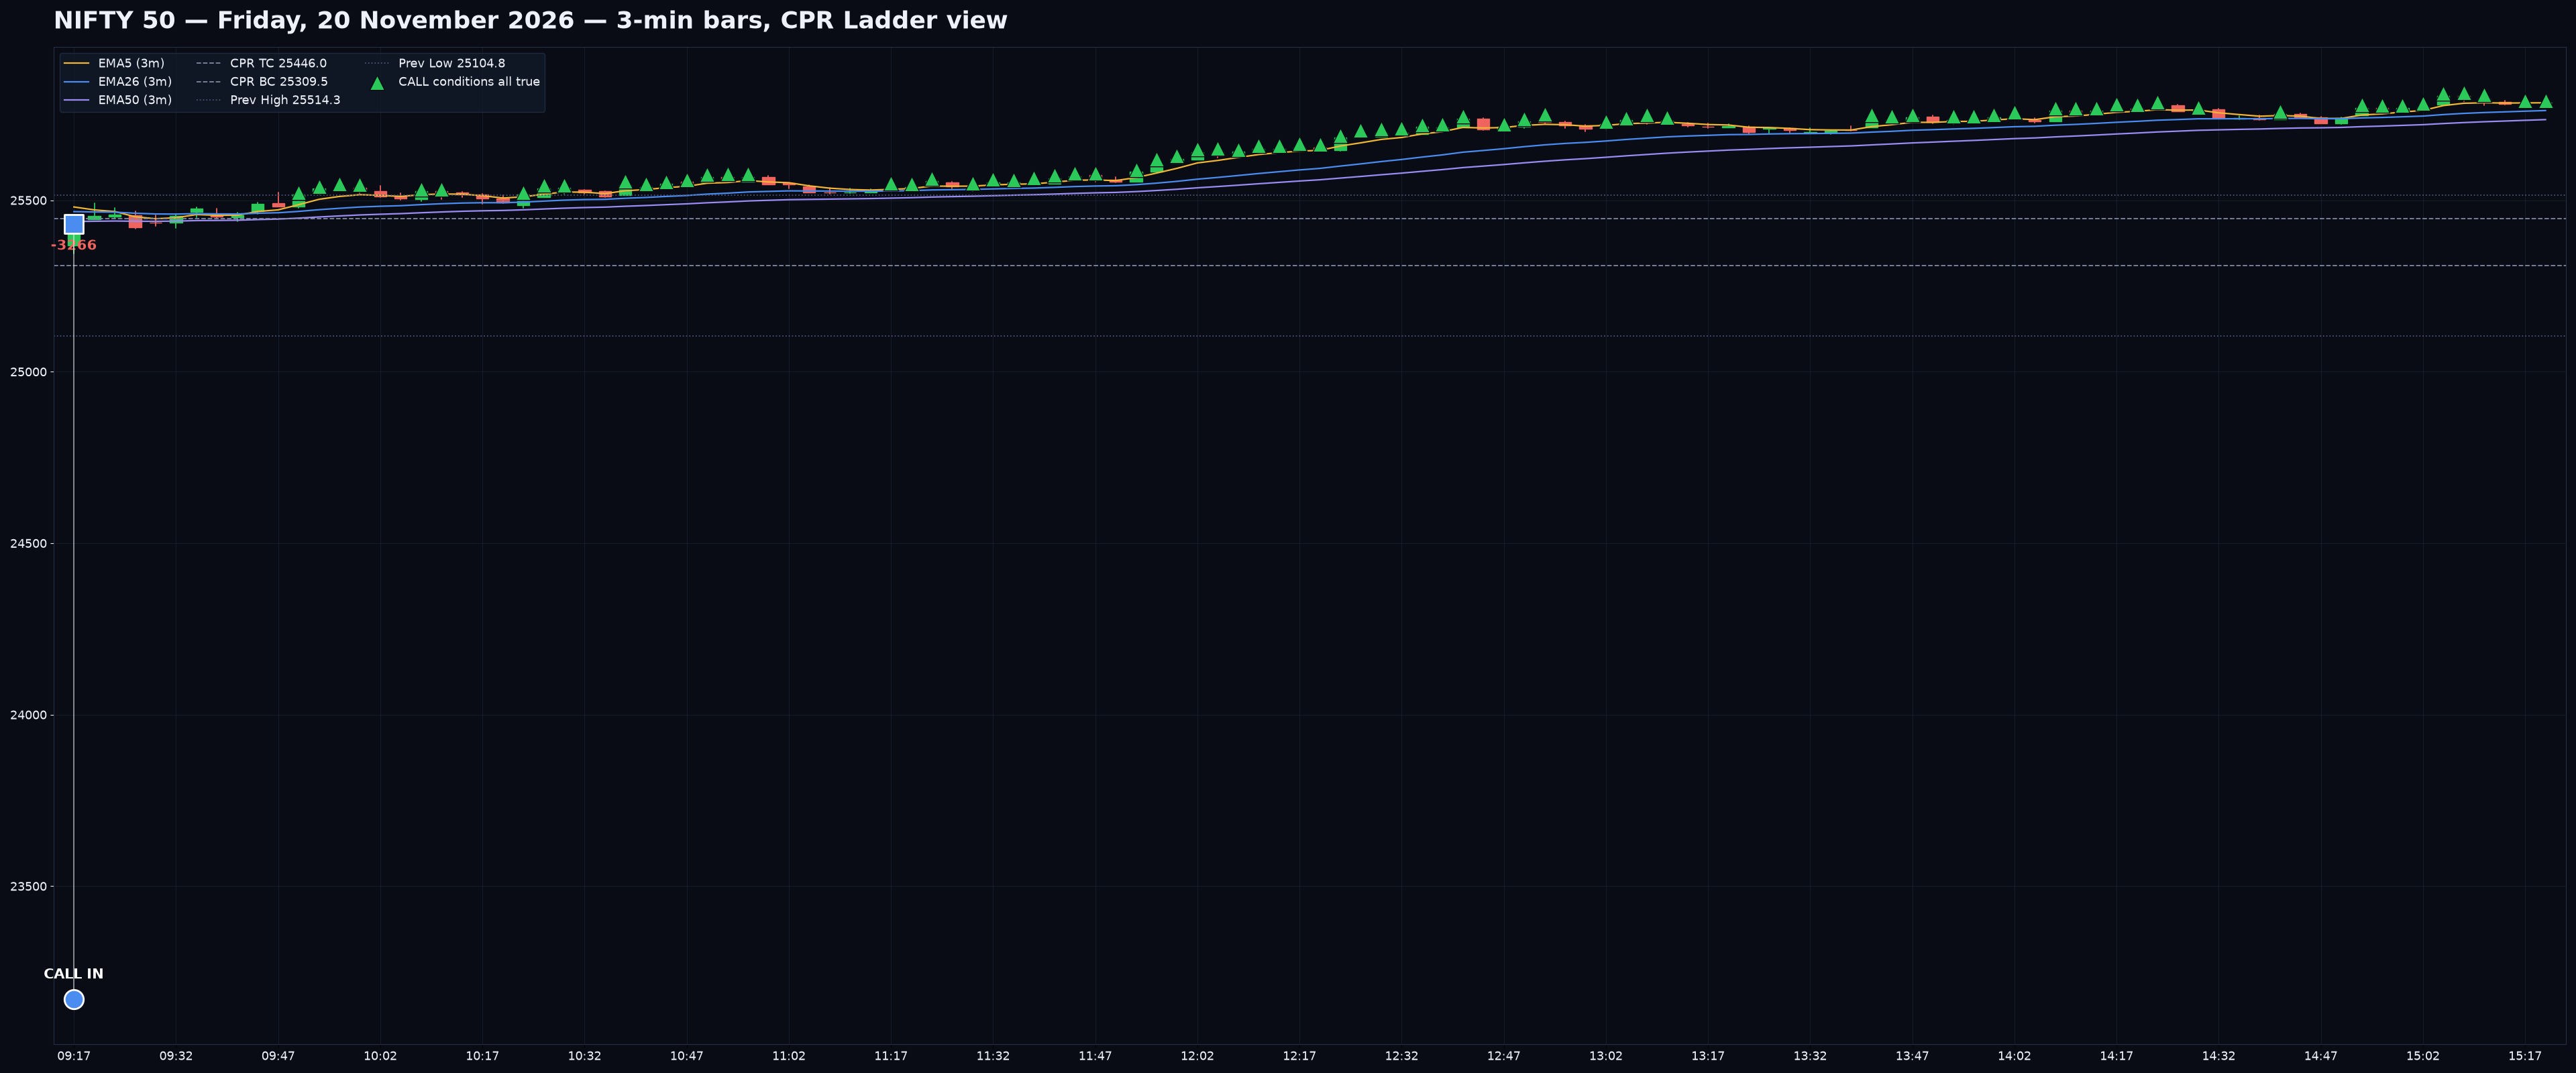 NIFTY 50 — Friday, 20 November 2026 — 3-min bars, CPR Ladder view
EMA5 (3m)
EMA26 (3m)
EMA50 (3m)
CPR TC 25446.0
CPR BC 25309.5
Prev High 25514.3
Prev Low 25104.8
CALL conditions all true
25500
25000
24500
24000
23500
-3266
CALL IN
09:17 09:32 09:47 10:02 10:17 10:32 10:47 11:02 11:17 11:32 11:47 12:02 12:17 12:32 12:47 13:02 13:17 13:32 13:47 14:02 14:17 14:32 14:47 15:02 15:17